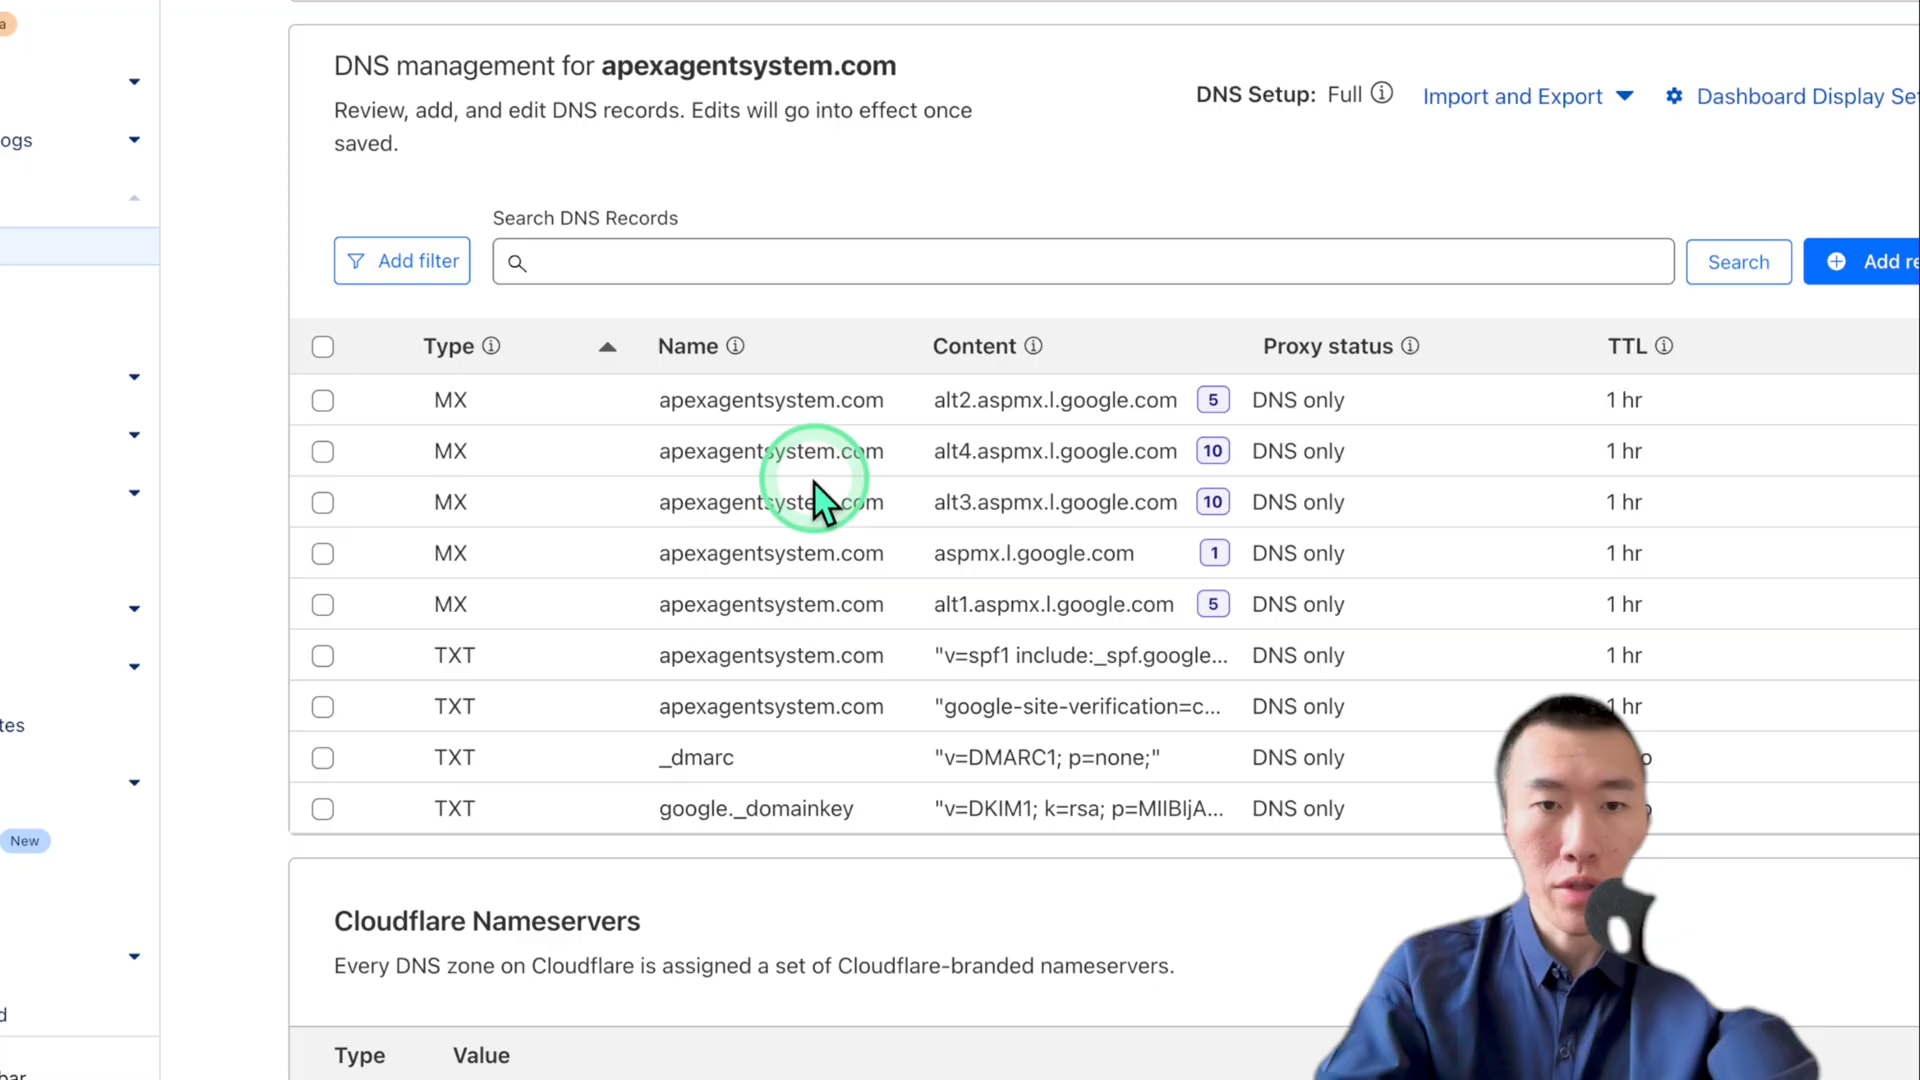 a
ogs
tes
New
d
bar
DNS management for apexagentsystem.com
Review, add, and edit DNS records. Edits will go into effect once
saved.
DNS Setup: Full
Import and Export
Dashboard Display Set
Search DNS Records
Add filter
Search
Add re
Type Name Content Proxy status TTL
MX apexagentsystem.com alt2.aspmx.l.google.com 5 DNS only 1 hr
MX apexagentsystem.com alt4.aspmx.l.google.com 10 DNS only 1 hr
MX apexagentsystem.com alt3.aspmx.l.google.com 10 DNS only 1 hr
MX apexagentsystem.com aspmx.l.google.com 1 DNS only 1 hr
MX apexagentsystem.com alt1.aspmx.l.google.com 5 DNS only 1 hr
TXT apexagentsystem.com "v=spf1 include:_spf.google... DNS only 1 hr
TXT apexagentsystem.com "google-site-verification=c... DNS only 1 hr
TXT _dmarc "v=DMARC1; p=none;" DNS only
TXT google._domainkey "v=DKIM1; k=rsa; p=MIIBIjA... DNS only
Cloudflare Nameservers
Every DNS zone on Cloudflare is assigned a set of Cloudflare-branded nameservers.
Type Value